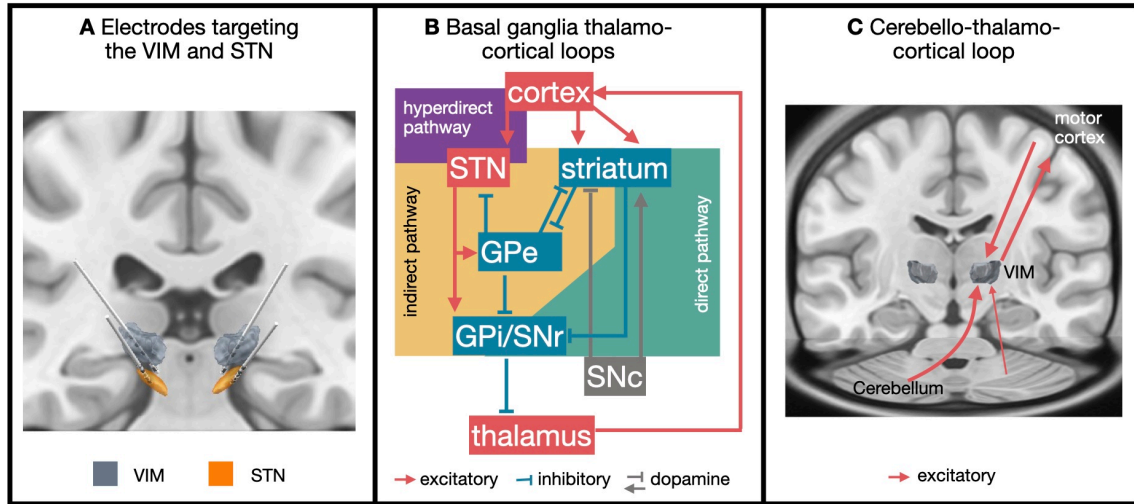 A Electrodes targeting
the VIM and STN
VIM
STN
B Basal ganglia thalamo-
cortical loops
cortex
hyperdirect
pathway
STN
striatum
indirect pathway
GPe
direct pathway
GPi/SNr
SNc
thalamus
excitatory
inhibitory
dopamine
C Cerebello-thalamo-
cortical loop
motor
cortex
VIM
Cerebellum
excitatory